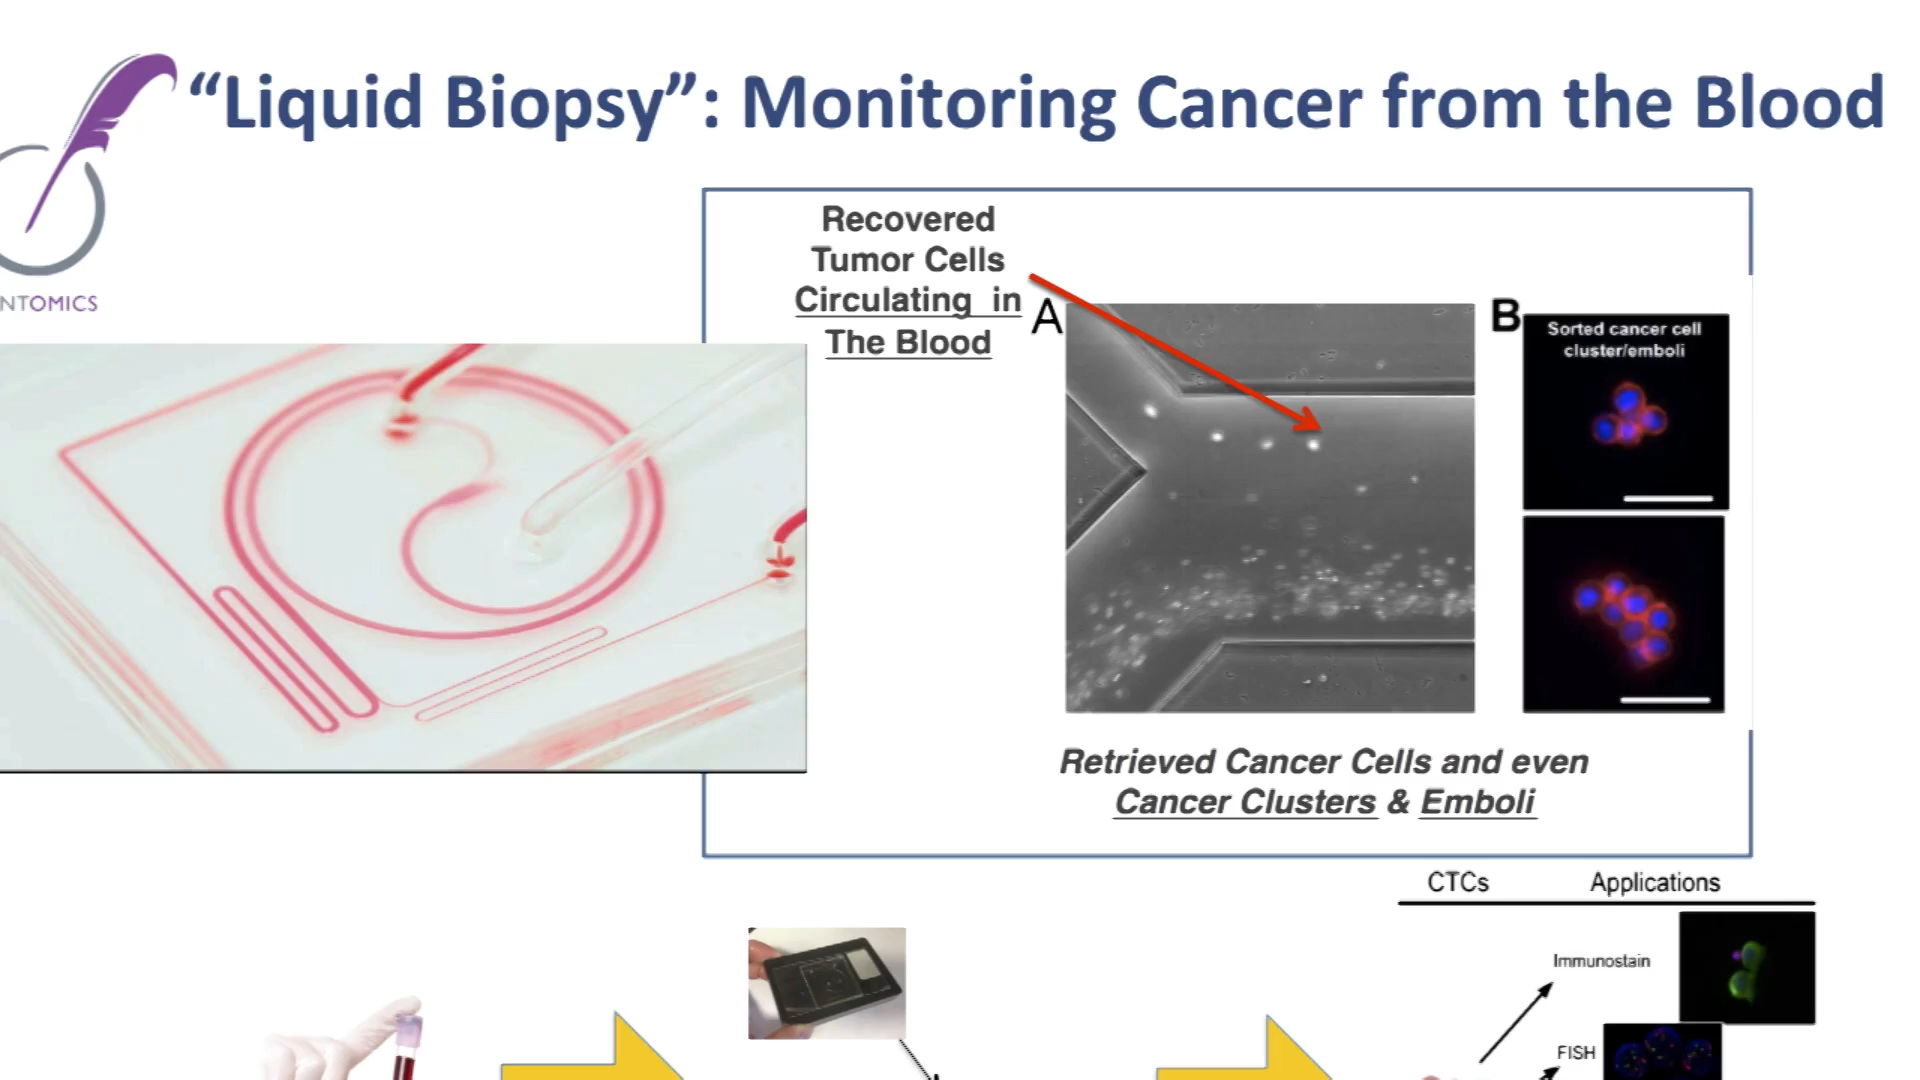 “Liquid Biopsy”: Monitoring Cancer from the Blood
NTOMICS
Recovered
Tumor Cells
Circulating in
The Blood
A
B
Sorted cancer cell
cluster/emboli
Retrieved Cancer Cells and even
Cancer Clusters & Emboli
CTCs Applications
Immunostain
FISH